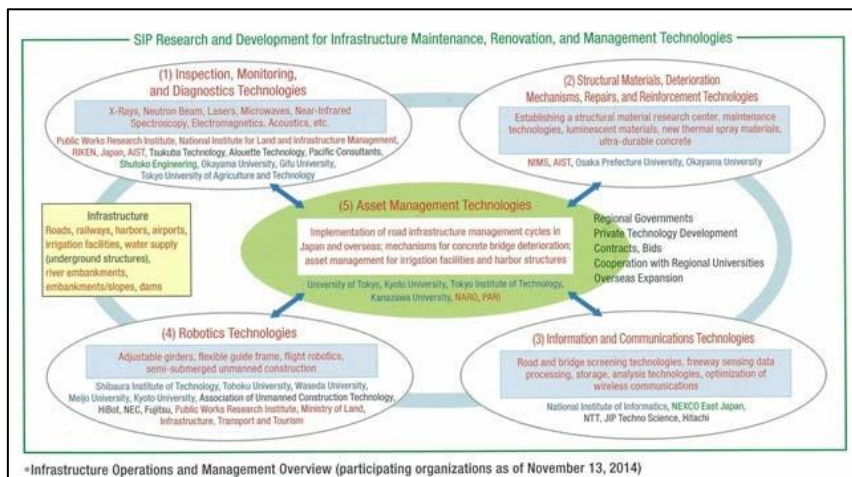 SIP Research and Development for Infrastructure Maintenance, Renovation, and Management Technologies
(1) Inspection, Monitoring,
and Diagnostics Technologies
X-Rays, Neutron Beam, Lasers, Microwaves, Near-Infrared
Spectroscopy, Electromagnetics. Acoustics, etc.
Public Works Research Institute, National Institute for Land and Infrastructure Management,
RIKEN, Japan, AIST, Tsukuba Technology, Alouette Technology, Pacific Consultants,
Shutoko Engineering, Okayama University, Gifu University,
Tokyo University of Agriculture and Technology
(2) Structural Materials, Deterioration
Mechanisms, Repairs, and Reinforcement Technologies
Establishing a structural material research center, maintenance
technologies, luminescent materials, new thermal spray materials,
ultra-durable concrete
NIMS, AIST, Osaka Prefecture University, Okayama University
Infrastructure
Roads, railways, harbors, airports,
irrigation facilities, water supply
(underground structures),
river embankments,
embankments/slopes, dams
(5) Asset Management Technologies
Implementation of road infrastructure management cycles in
Japan and overseas; mechanisms for concrete bridge deterioration;
asset management for irrigation facilities and harbor structures
University of Tokyo, Kyoto University, Tokyo Institute of Technology,
Kanazawa University, NARO, PARI
Regional Governments
Private Technology Development
Contracts, Bids
Cooperation with Regional Universities
Overseas Expansion
(4) Robotics Technologies
Adjustable girders, flexible guide frame, flight robotics,
semi-submerged unmanned construction
Shibaura Institute of Technology, Tohoku University, Waseda University,
Meijo University, Kyoto University, Association of Unmanned Construction Technology,
HiBot, NEC, Fujitsu, Public Works Research Institute, Ministry of Land,
Infrastructure, Transport and Tourism
(3) Information and Communications Technologies
Road and bridge screening technologies, freeway sensing data
processing, storage, analysis technologies, optimization of
wireless communications
National Institute of Informatics, NEXCO East Japan,
NTT, JIP Techno Science, Hitachi
*Infrastructure Operations and Management Overview (participating organizations as of November 13, 2014)